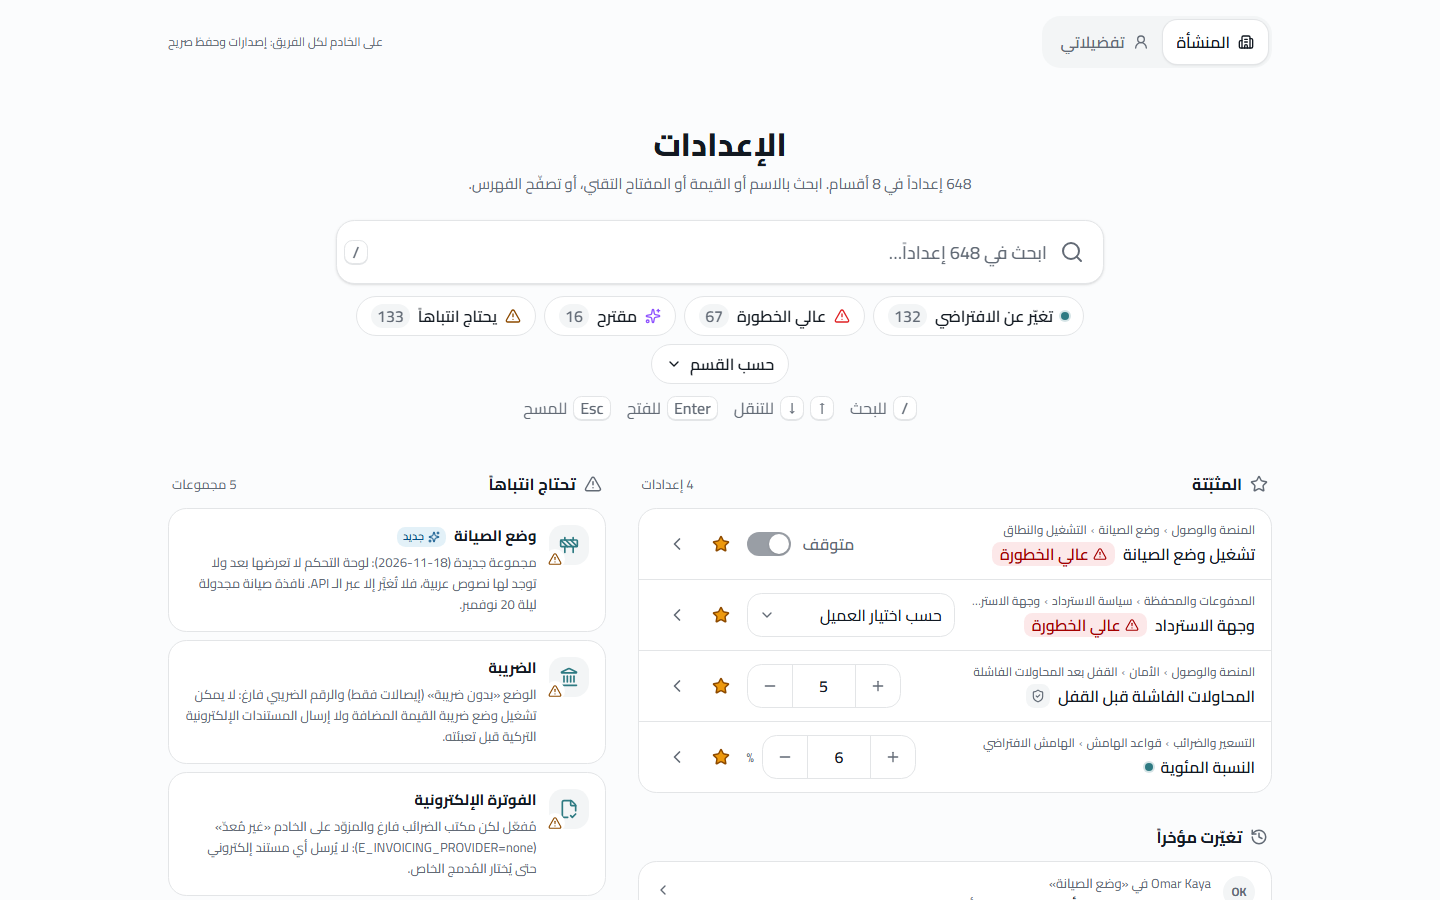 المنشأة
تفضيلاتي
على الخادم لكل الفريق: إصدارات وحفظ صريح
الإعدادات
648 إعداداً في 8 أقسام. ابحث بالاسم أو القيمة أو المفتاح التقني، أو تصفّح الفهرس.
ابحث في 648 إعداداً...
/
تغيّر عن الافتراضي 132
عالي الخطورة 67
مقترح 16
يحتاج انتباهاً 133
حسب القسم
/ للبحث ↑ ↓ للتنقل Enter للفتح Esc للمسح
المثبّتة
4 إعدادات
المنصة والوصول › وضع الصيانة › التشغيل والنطاق
تشغيل وضع الصيانة عالي الخطورة
متوقف
المدفوعات والمحفظة › سياسة الاسترداد › وجهة الاستر...
وجهة الاسترداد عالي الخطورة
حسب اختيار العميل
المنصة والوصول › الأمان › القفل بعد المحاولات الفاشلة
المحاولات الفاشلة قبل القفل
+ 5 −
التسعير والضرائب › قواعد الهامش › الهامش الافتراضي
النسبة المئوية
+ 6 − %
تغيّرت مؤخراً
OK
Omar Kaya في «وضع الصيانة»
تحتاج انتباهاً
5 مجموعات
وضع الصيانة جديد
مجموعة جديدة (18-11-2026): لوحة التحكم لا تعرضها بعد ولا
توجد لها نصوص عربية، فلا تُغيَّر إلا عبر الـ API. نافذة صيانة مجدولة
ليلة 20 نوفمبر.
الضريبة
الوضع «بدون ضريبة» (إيصالات فقط) والرقم الضريبي فارغ: لا يمكن
تشغيل وضع ضريبة القيمة المضافة ولا إرسال المستندات الإلكترونية
التركية قبل تعبئته.
الفوترة الإلكترونية
مُفعّل لكن مكتب الضرائب فارغ والمزوّد على الخادم «غير مُعدّ»
(E_INVOICING_PROVIDER=none): لا يُرسل أي مستند إلكتروني
حتى يُختار المُدمج الخاص.